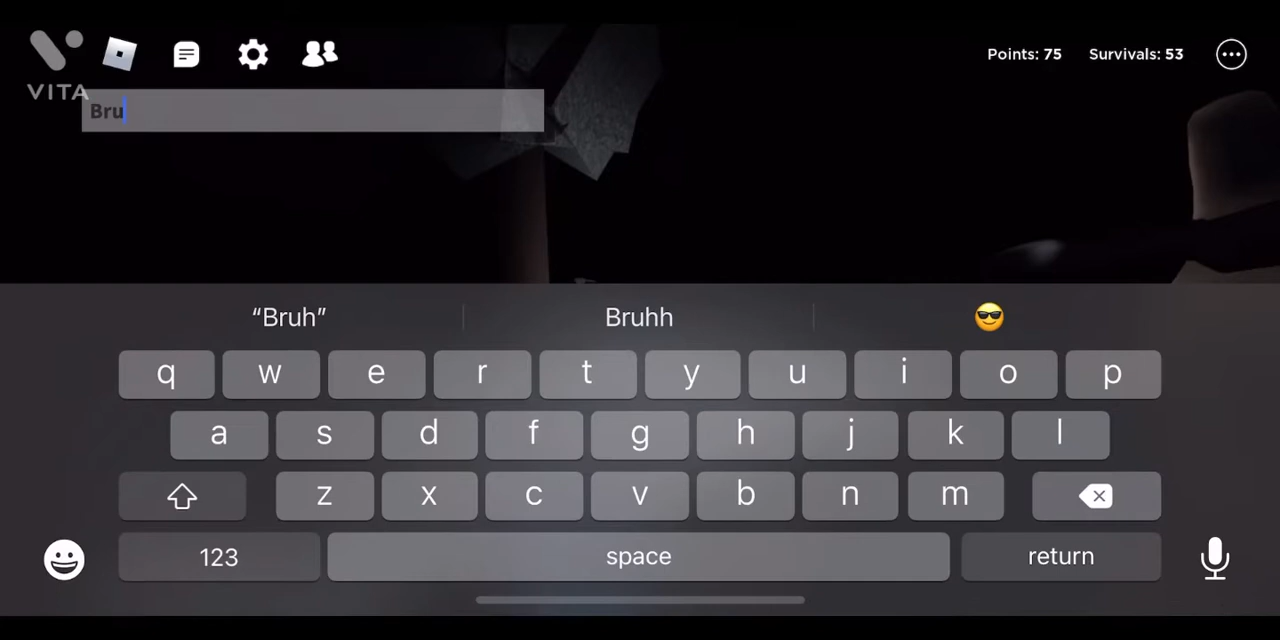 VITA
Points: 75 Survivals: 53
Bru
“Bruh” Bruhh 😎
q w e r t y u i o p
a s d f g h j k l
z x c v b n m
123 space return